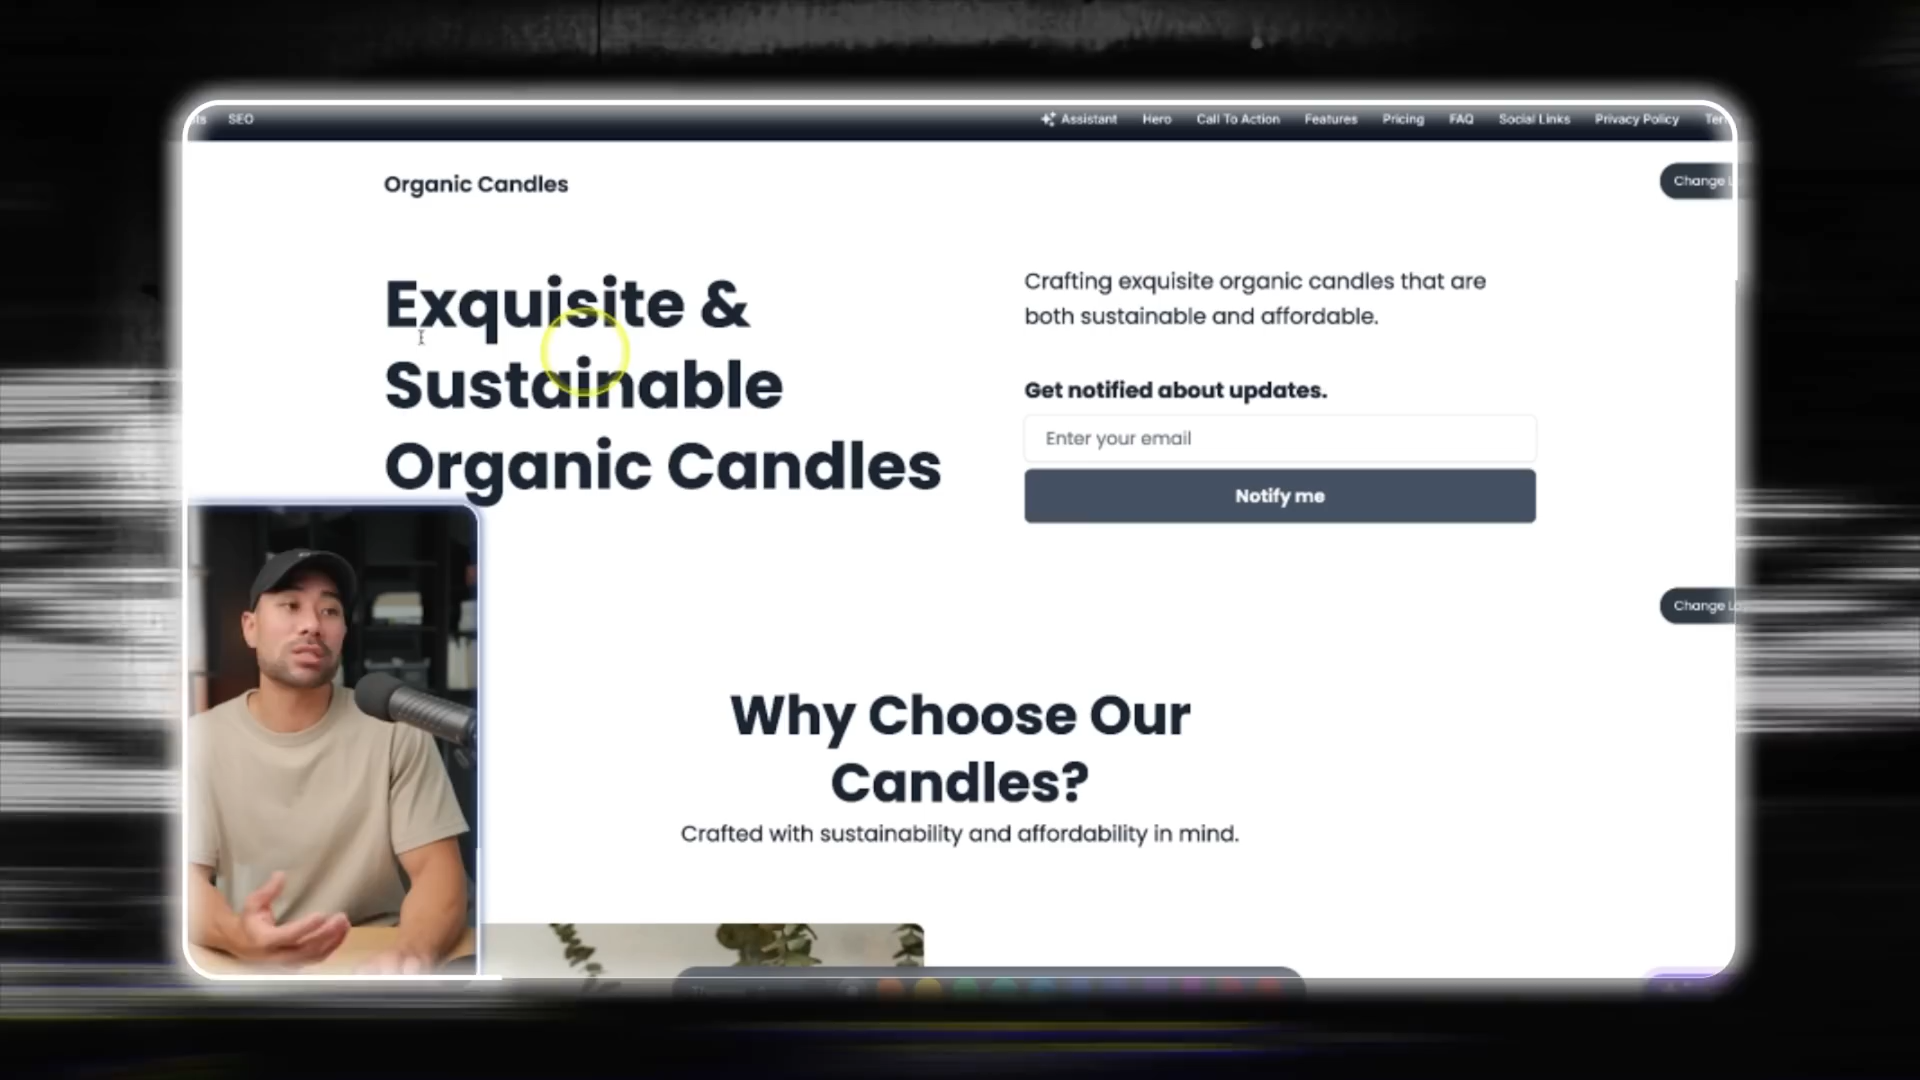 SEO
Assistant Hero Call To Action Features Pricing FAQ Social Links Privacy Policy
Organic Candles
Change
Exquisite &
Sustainable
Organic Candles
Crafting exquisite organic candles that are
both sustainable and affordable.
Get notified about updates.
Enter your email
Notify me
Change
Why Choose Our
Candles?
Crafted with sustainability and affordability in mind.